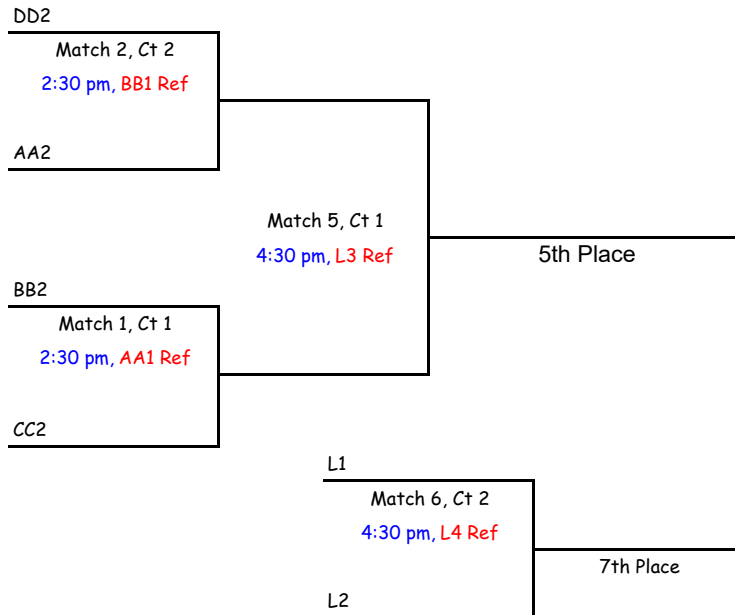 DD2
Match 2, Ct 2
2:30 pm, BB1 Ref
AA2
Match 5, Ct 1
4:30 pm, L3 Ref
5th Place
BB2
Match 1, Ct 1
2:30 pm, AA1 Ref
CC2
L1
Match 6, Ct 2
4:30 pm, L4 Ref
7th Place
L2